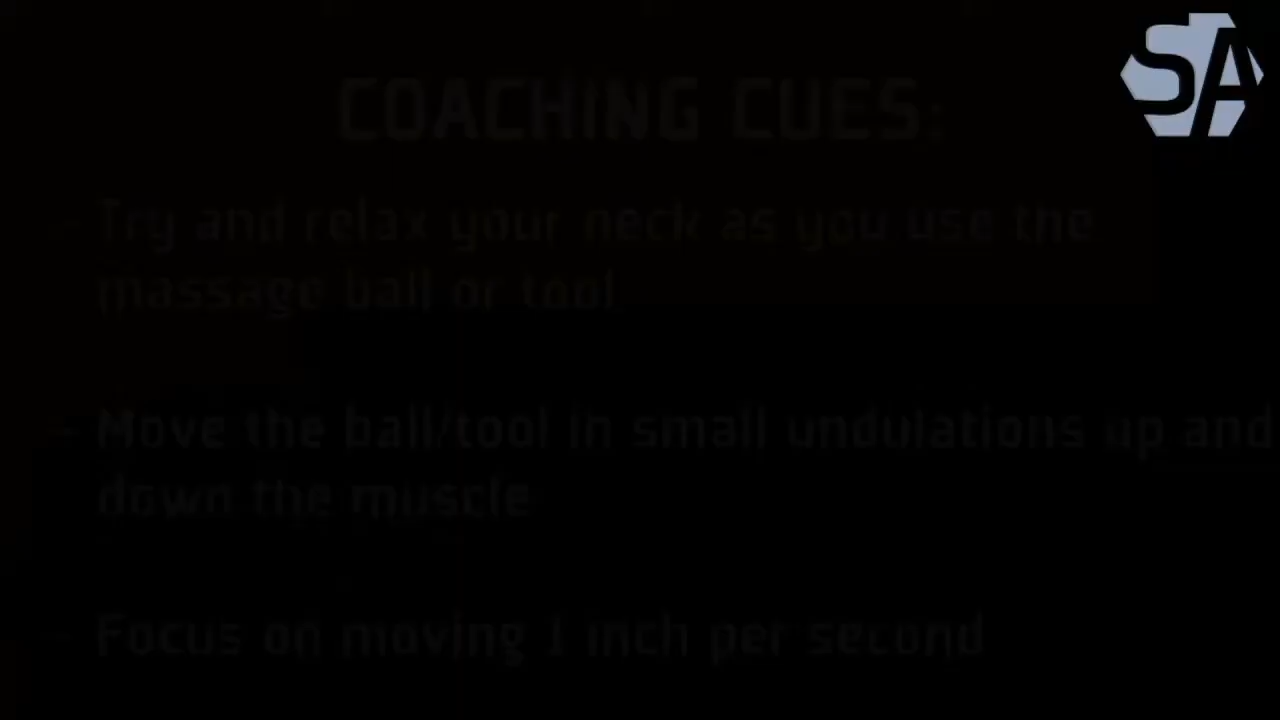 SA
COACHING CUES:
- Try and relax your neck as you use the
massage ball or tool
- Move the ball/tool in small undulations up and
down the muscle
- Focus on moving 1 inch per second